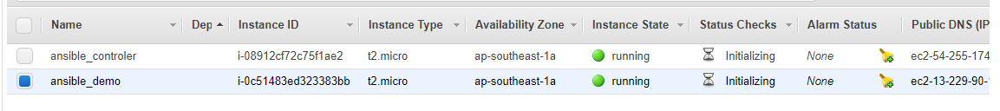 Name Dep Instance ID Instance Type Availability Zone Instance State Status Checks Alarm Status Public DNS (IP
ansible_controler i-08912cf72c75f1ae2 t2.micro ap-southeast-1a running Initializing None ec2-54-255-174
ansible_demo i-0c51483ed323383bb t2.micro ap-southeast-1a running Initializing None ec2-13-229-90-